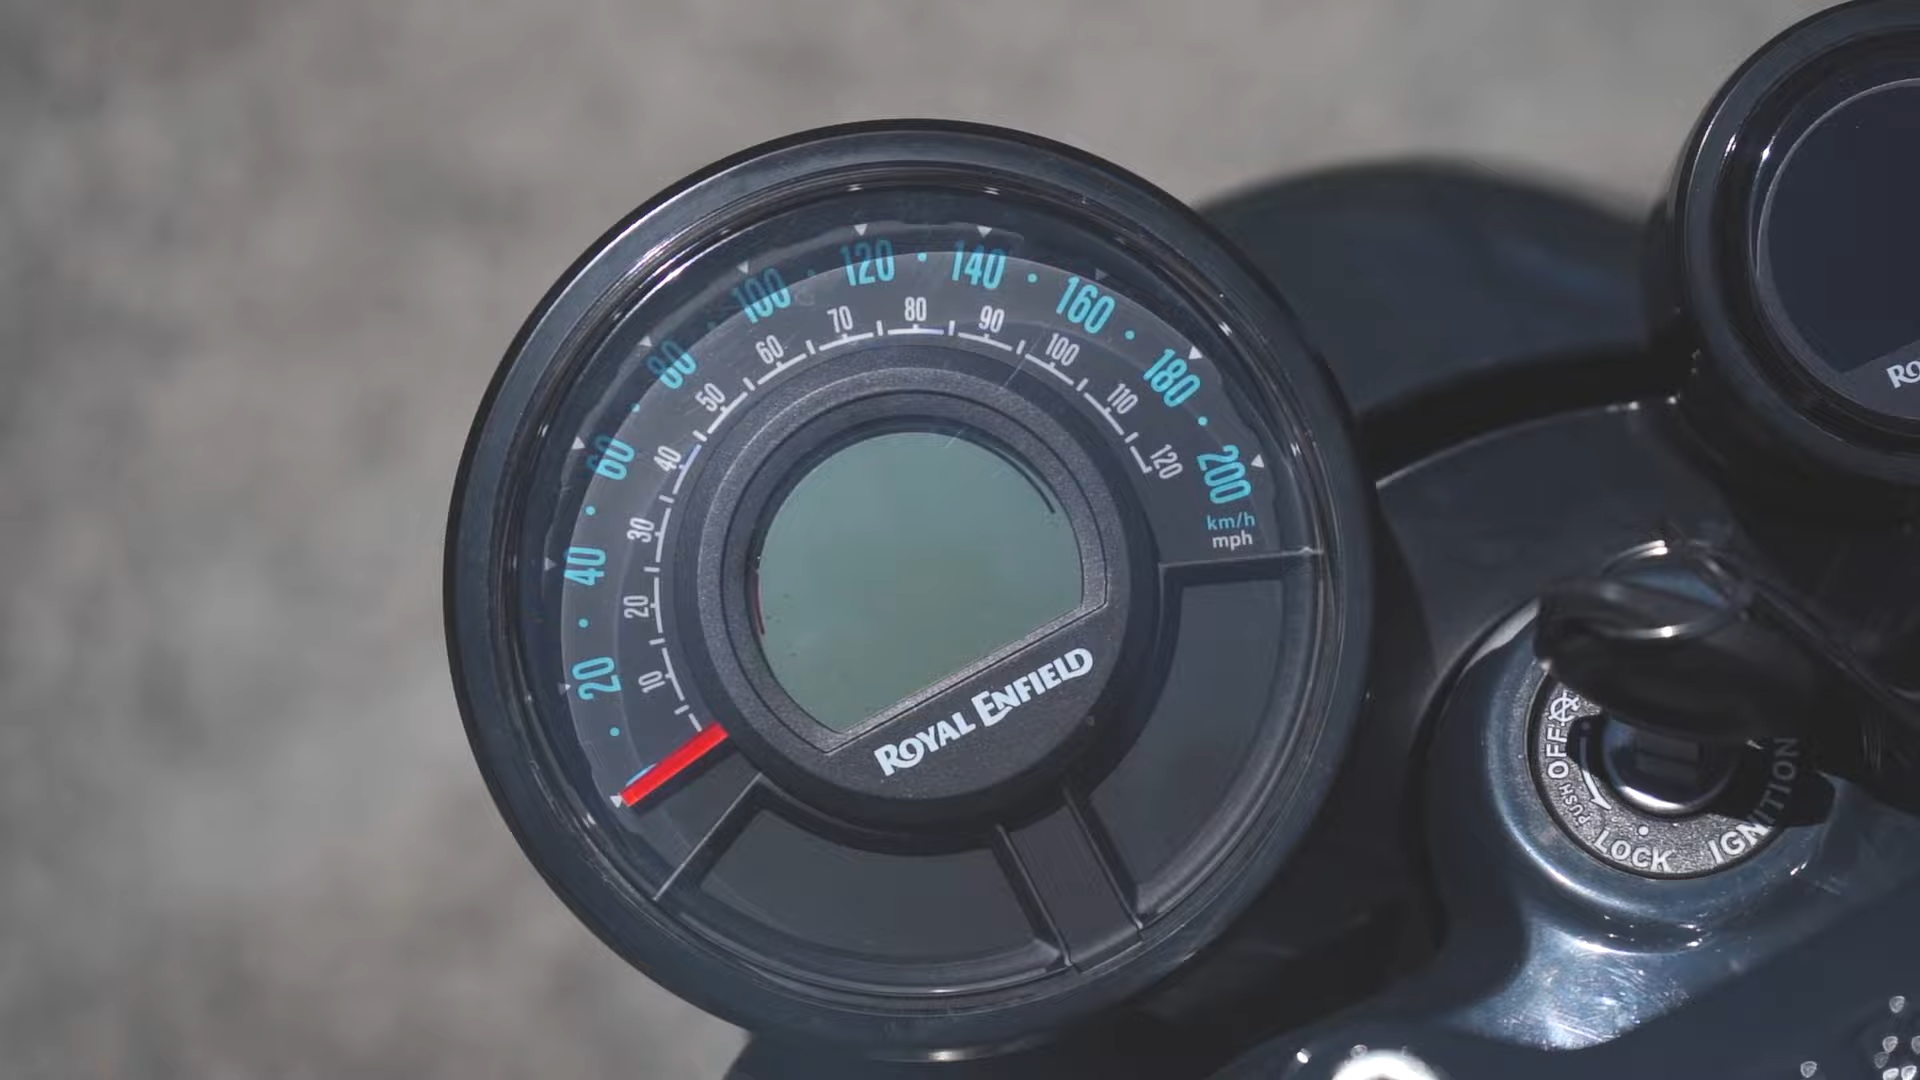 20 40 60 80 100 120 140 160 180 200
10 20 30 40 50 60 70 80 90 100 110 120
km/h
mph
ROYAL ENFIELD
OFF
PUSH
LOCK
IGNITION